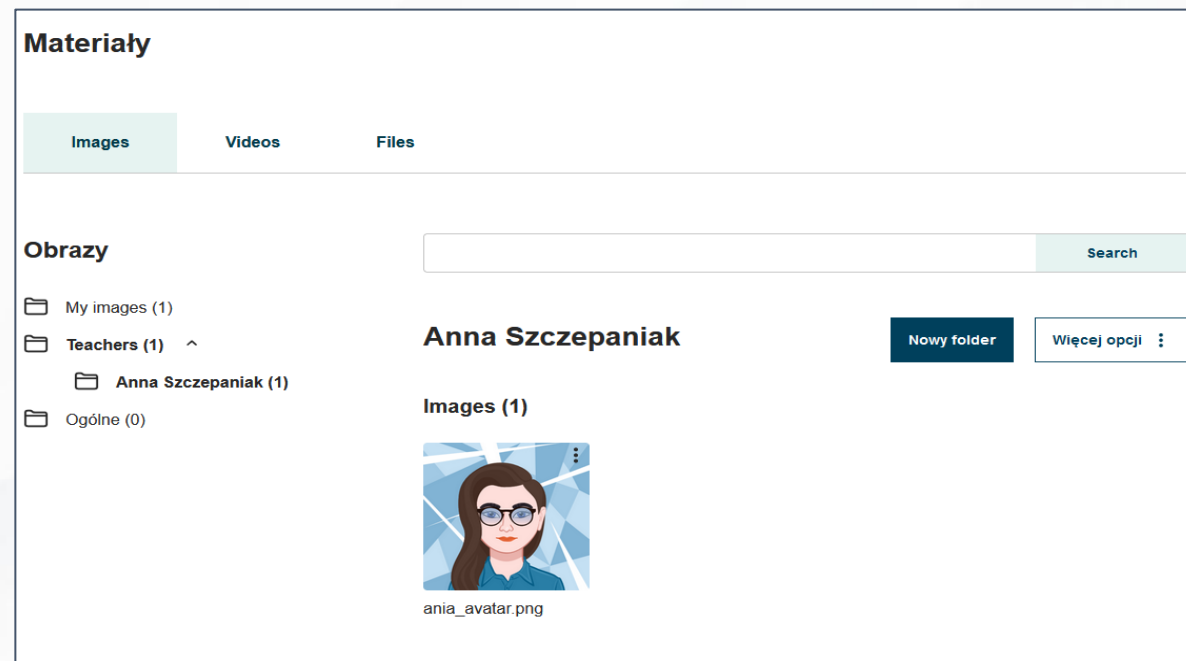 Materiały
Images Videos Files
Obrazy
Search
My images (1)
Teachers (1)
Anna Szczepaniak (1)
Ogólne (0)
Anna Szczepaniak
Nowy folder
Więcej opcji
Images (1)
ania_avatar.png